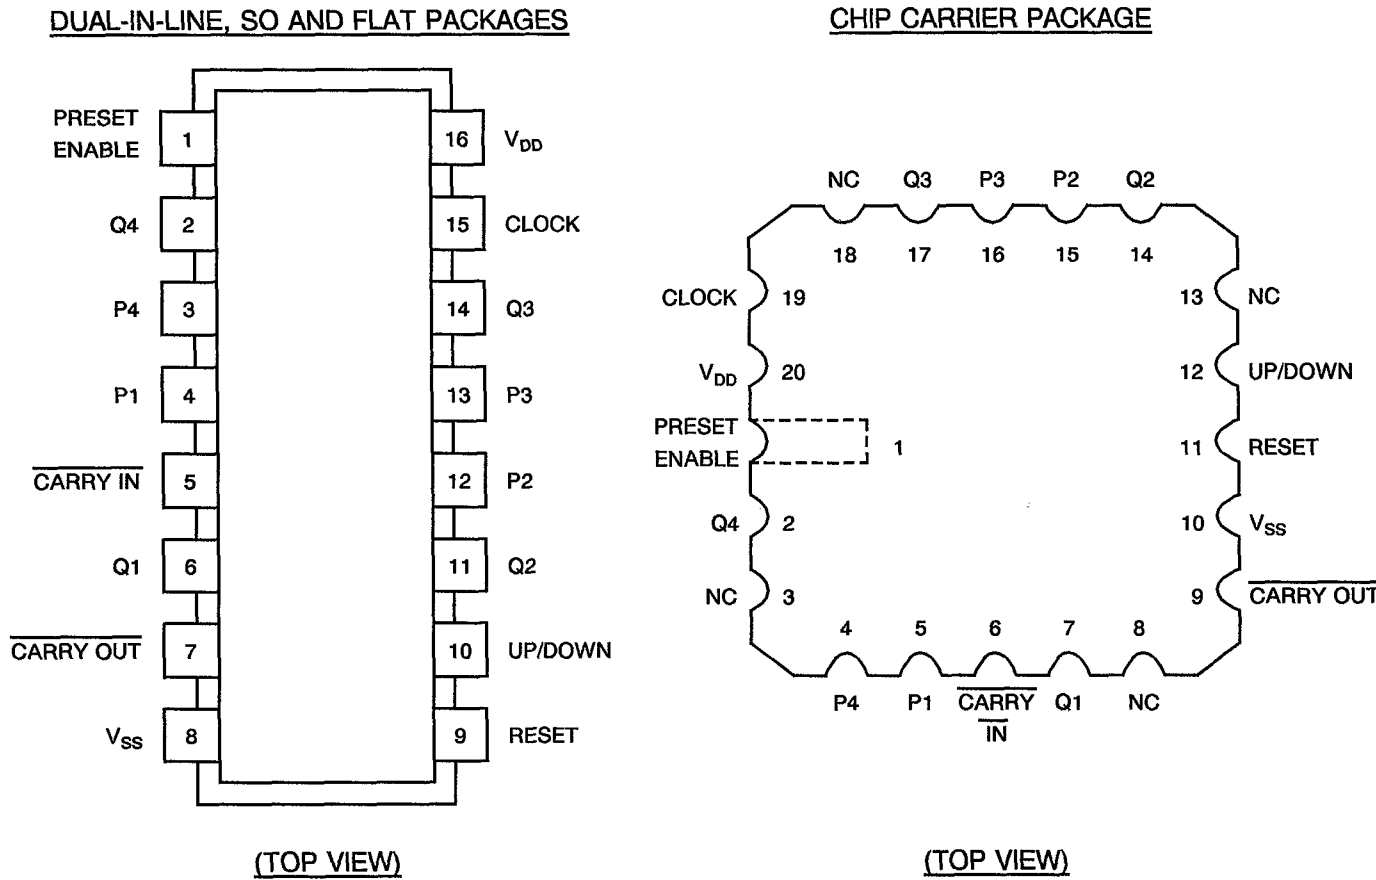 DUAL-IN-LINE, SO AND FLAT PACKAGES
PRESET
ENABLE
1
16
VDD
Q4
2
15
CLOCK
P4
3
14
Q3
P1
4
13
P3
CARRY IN
5
12
P2
Q1
6
11
Q2
CARRY OUT
7
10
UP/DOWN
VSS
8
9
RESET
(TOP VIEW)
CHIP CARRIER PACKAGE
NC Q3 P3 P2 Q2
18 17 16 15 14
CLOCK 19
13 NC
VDD 20
12 UP/DOWN
PRESET
ENABLE
1
11 RESET
Q4 2
10 VSS
NC 3
9 CARRY OUT
4 5 6 7 8
P4 P1 CARRY Q1 NC
IN
(TOP VIEW)